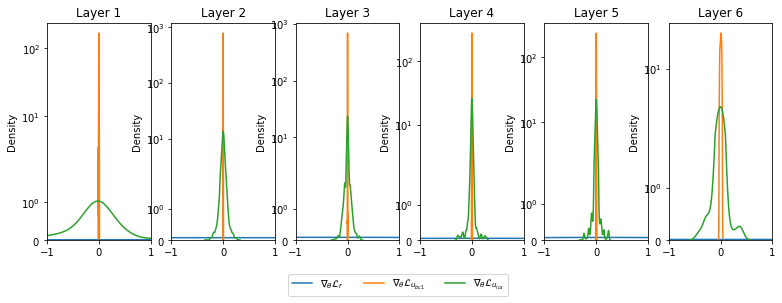 Layer 1 Layer 2 Layer 3 Layer 4 Layer 5 Layer 6
Density Density Density Density Density Density
10² 10¹ 10⁰ 0
10³ 10² 10¹ 10⁰ 0
10³ 10² 10¹ 10⁰ 0
10² 10¹ 10⁰ 0
10² 10¹ 10⁰ 0
10¹ 10⁰ 0
−1 0 1 −1 0 1 −1 0 1 −1 0 1 −1 0 1 −1 0 1
∇θℒr ∇θℒu_bc1 ∇θℒu_ics